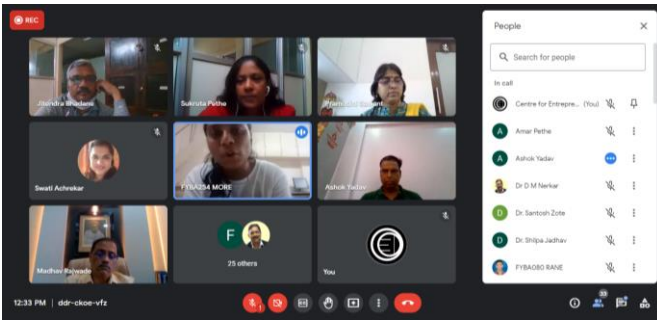 REC
People
Search for people
In call
Centre for Entrepre... (You)
Amar Pethe
Ashok Yadav
Dr D M Nerkar
Dr. Santosh Zote
Dr. Shilpa Jadhav
FYBAO80 RANE
Jitendra Bhadane
Sukruta Pethe
Swati Achrekar
FYBA254 MORE
Ashok Yadav
Madhav Rajwade
F
25 others
You
12:33 PM | ddr-ckoe-vfz
33
A
A
D
D